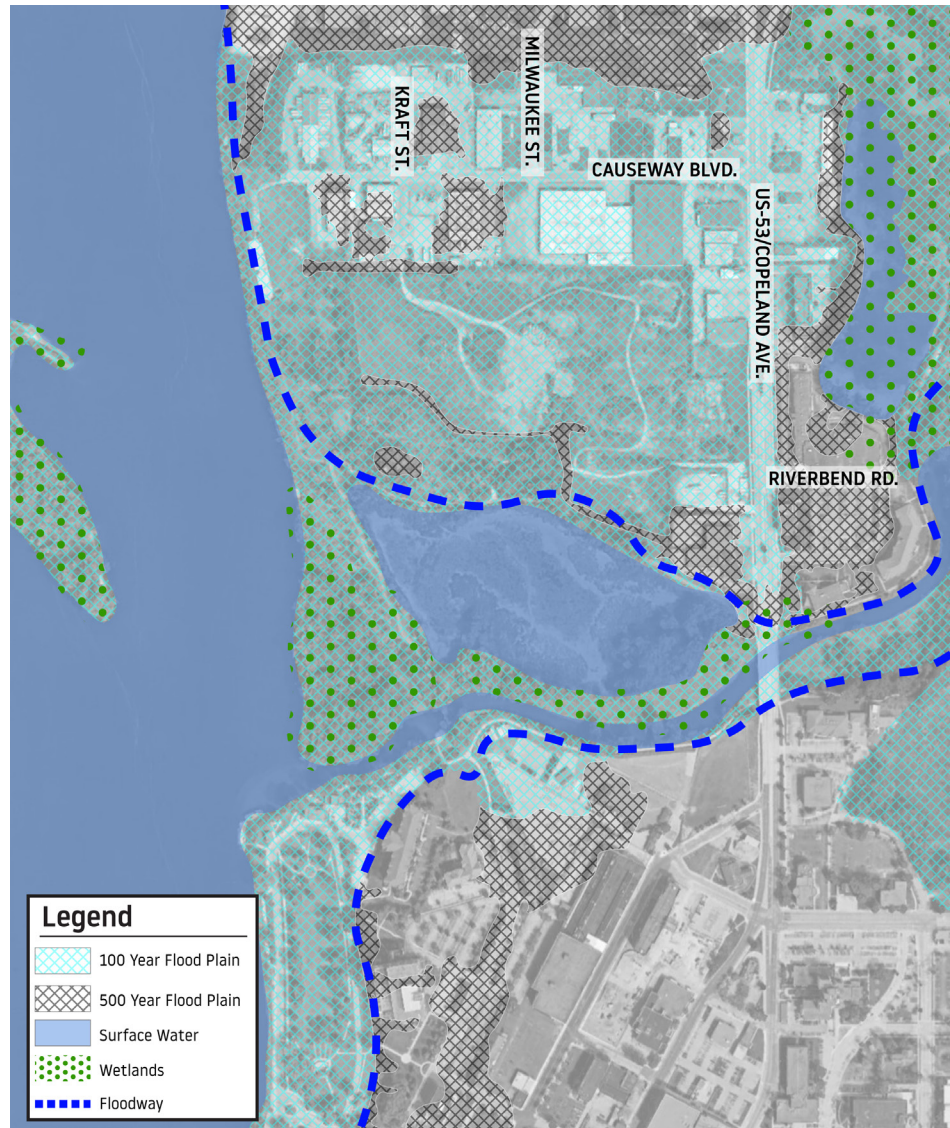 MILWAUKEE ST.
KRAFT ST.
CAUSEWAY BLVD.
US-53/COPELAND AVE.
RIVERBEND RD.
Legend
100 Year Flood Plain
500 Year Flood Plain
Surface Water
Wetlands
Floodway